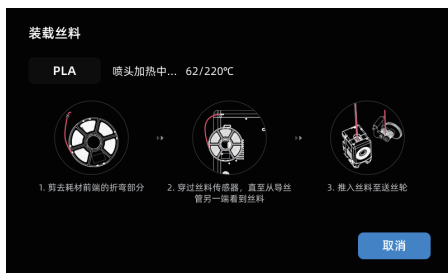 装载丝料
PLA 喷头加热中... 62/220℃
1. 剪去耗材前端的折弯部分
2. 穿过丝料传感器，直至从导丝
管另一端看到丝料
3. 推入丝料至送丝轮
取消